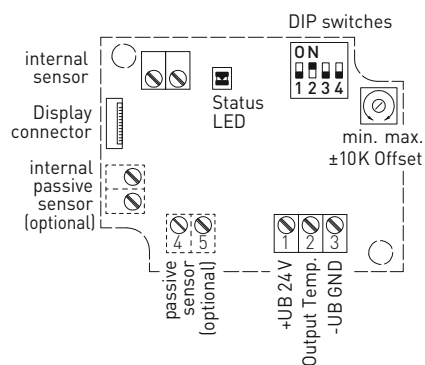 DIP switches
internal
sensor
ON
1 2 3 4
Status
LED
Display
connector
min. max.
±10K Offset
internal
passive
sensor
(optional)
4 5
1 2 3
passive
sensor
(optional)
+UB 24 V
Output Temp.
-UB GND